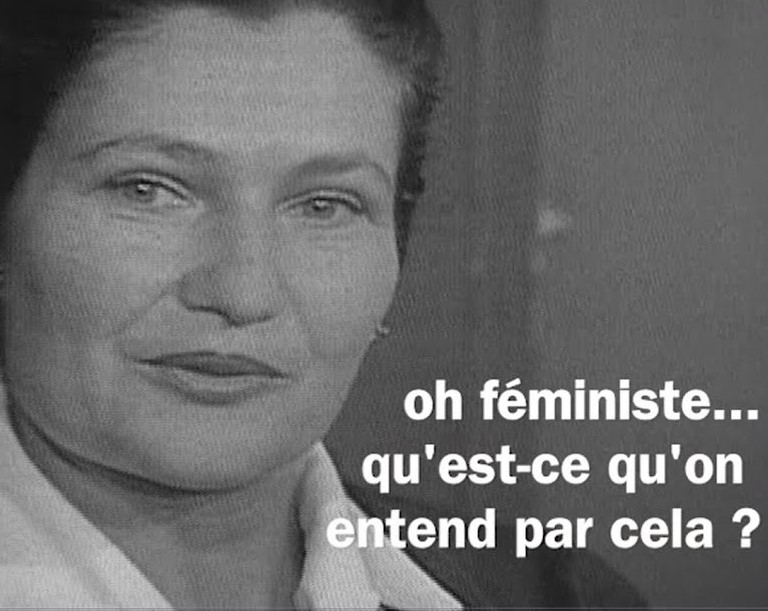 oh féministe...
qu'est-ce qu'on
entend par cela ?